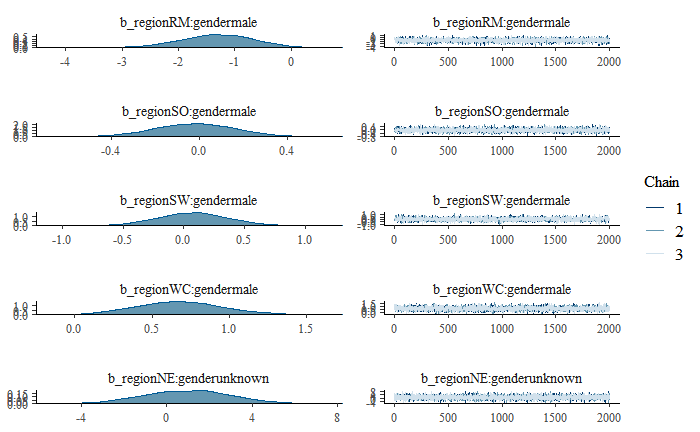 b_regionRM:gendermale
b_regionRM:gendermale
-4 -3 -2 -1 0
0 500 1000 1500 2000
b_regionSO:gendermale
b_regionSO:gendermale
-0.4 0.0 0.4
0 500 1000 1500 2000
b_regionSW:gendermale
b_regionSW:gendermale
-1.0 -0.5 0.0 0.5 1.0
0 500 1000 1500 2000
b_regionWC:gendermale
b_regionWC:gendermale
0.0 0.5 1.0 1.5
0 500 1000 1500 2000
b_regionNE:genderunknown
b_regionNE:genderunknown
-4 0 4 8
0 500 1000 1500 2000
Chain
1
2
3